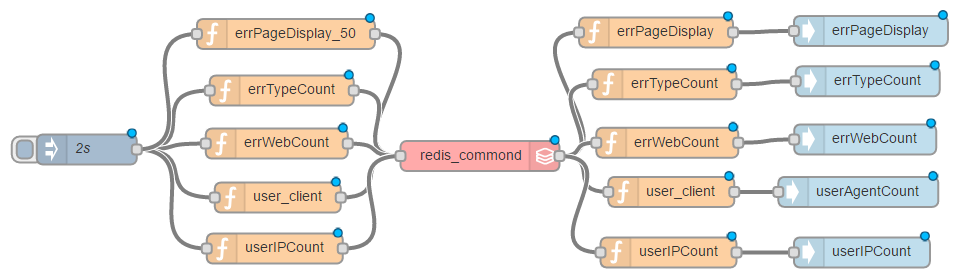 errPageDisplay_50
errPageDisplay
errPageDisplay
errTypeCount
errTypeCount
errTypeCount
2s
errWebCount
redis_commond
errWebCount
errWebCount
user_client
user_client
userAgentCount
userIPCount
userIPCount
userIPCount